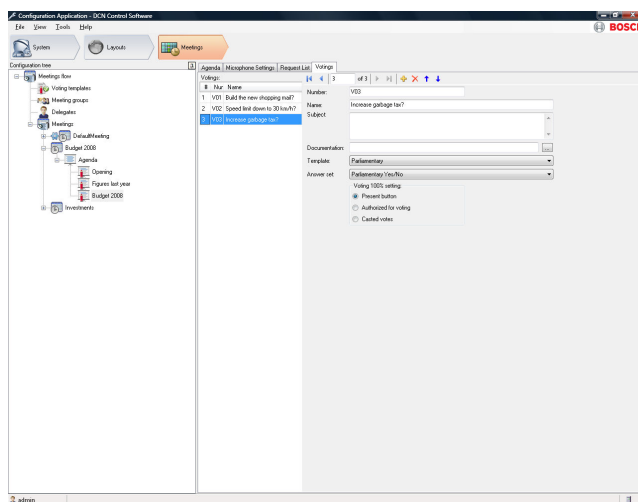 Configuration Application - DCN Control Software
File View Tools Help
BOSCH
System Layouts Meetings
Configuration tree
Meetings flow
Voting templates
Meeting groups
Delegates
Meetings
DefaultMeeting
Budget 2008
Agenda
Opening
Figures last year
Budget 2008
Investments
Agenda Microphone Settings Request List Votings
Votings:
# Nur Name
1 V01 Build the new shopping mail?
2 V02 Speed limit down to 30 km/h?
3 V03 Increase garbage tax?
3 of 3
Number: V03
Name: Increase garbage tax?
Subject
Documentation: ...
Template: Parliamentary
Answer set: Parliamentary Yes/No
Voting 100% setting:
Present button
Authorized for voting
Casted votes
admin